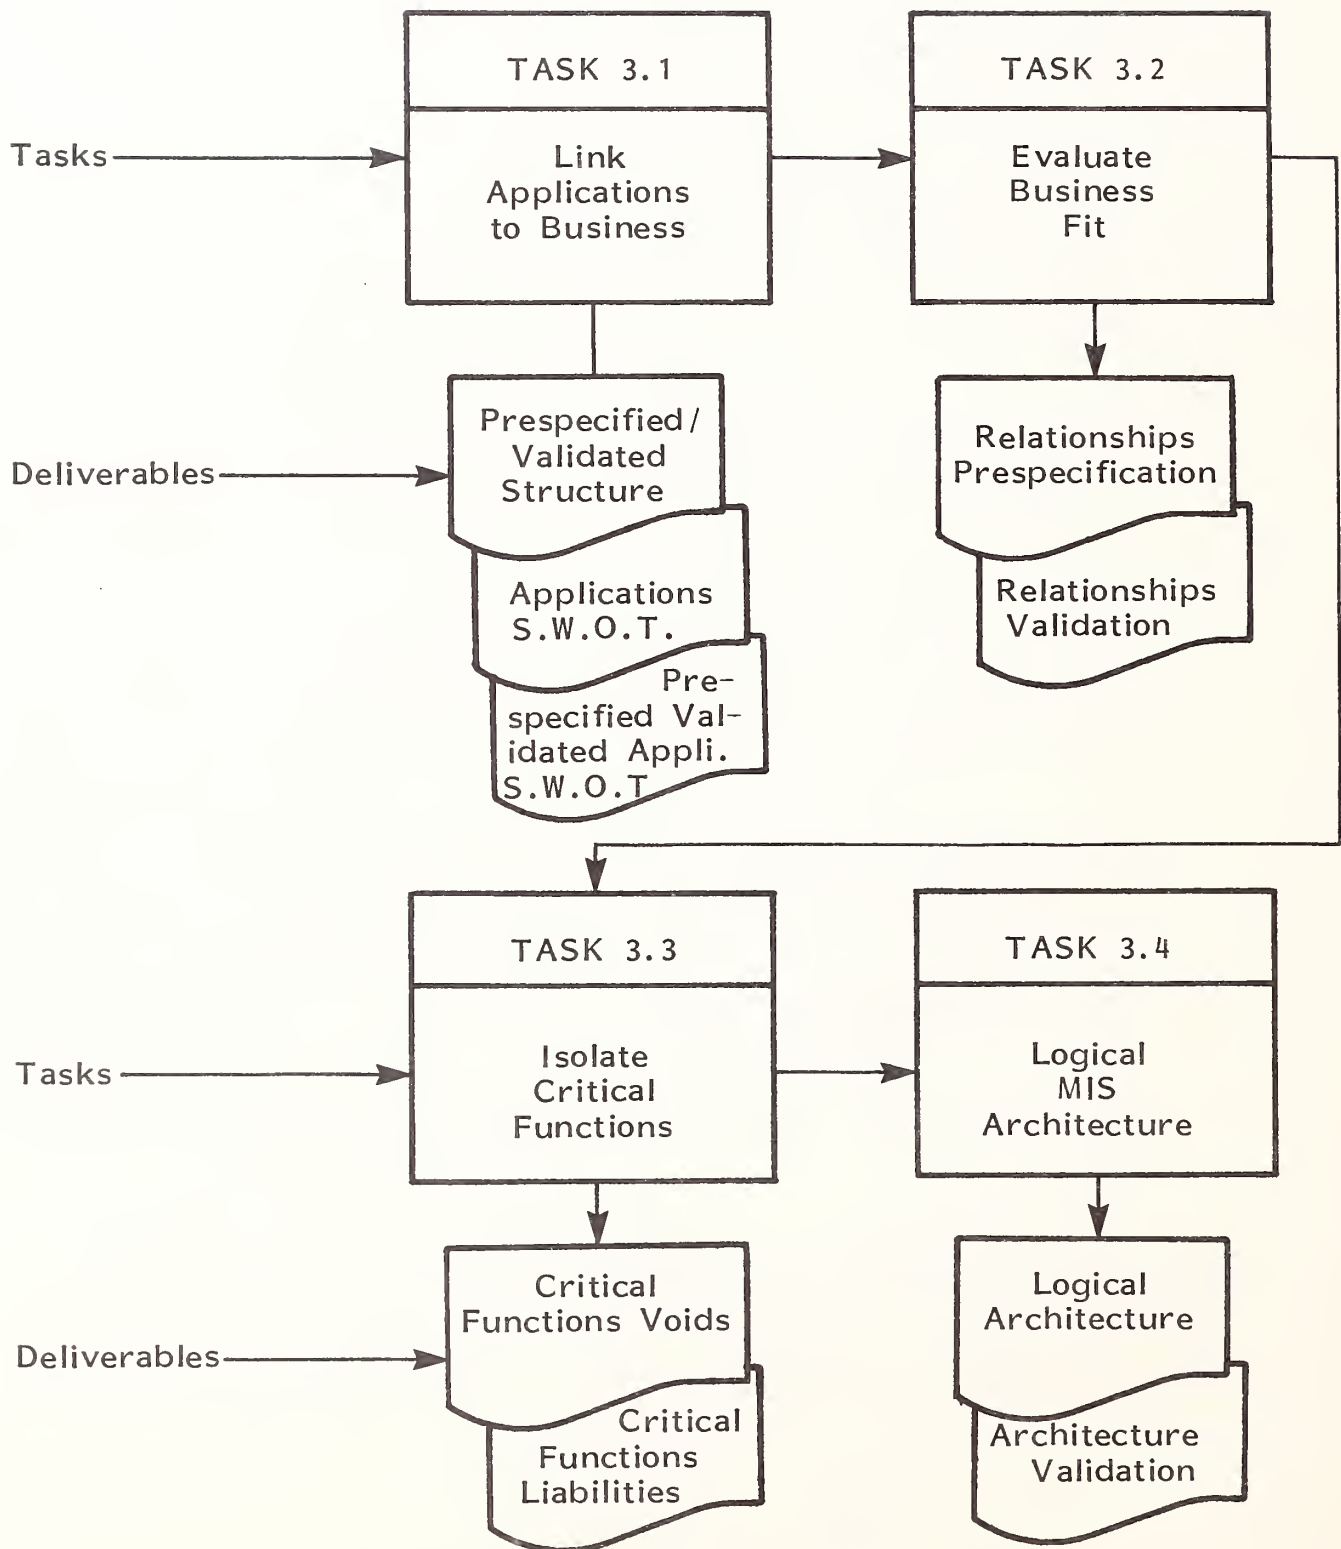 TASK 3.1
TASK 3.2
Tasks
Link
Applications
to Business
Evaluate
Business
Fit
Deliverables
Prespecified/
Validated
Structure
Applications
S.W.O.T.
Pre-
specified Val-
idated Appli.
S.W.O.T
Relationships
Prespecification
Relationships
Validation
TASK 3.3
TASK 3.4
Tasks
Isolate
Critical
Functions
Logical
MIS
Architecture
Deliverables
Critical
Functions Voids
Critical
Functions
Liabilities
Logical
Architecture
Architecture
Validation